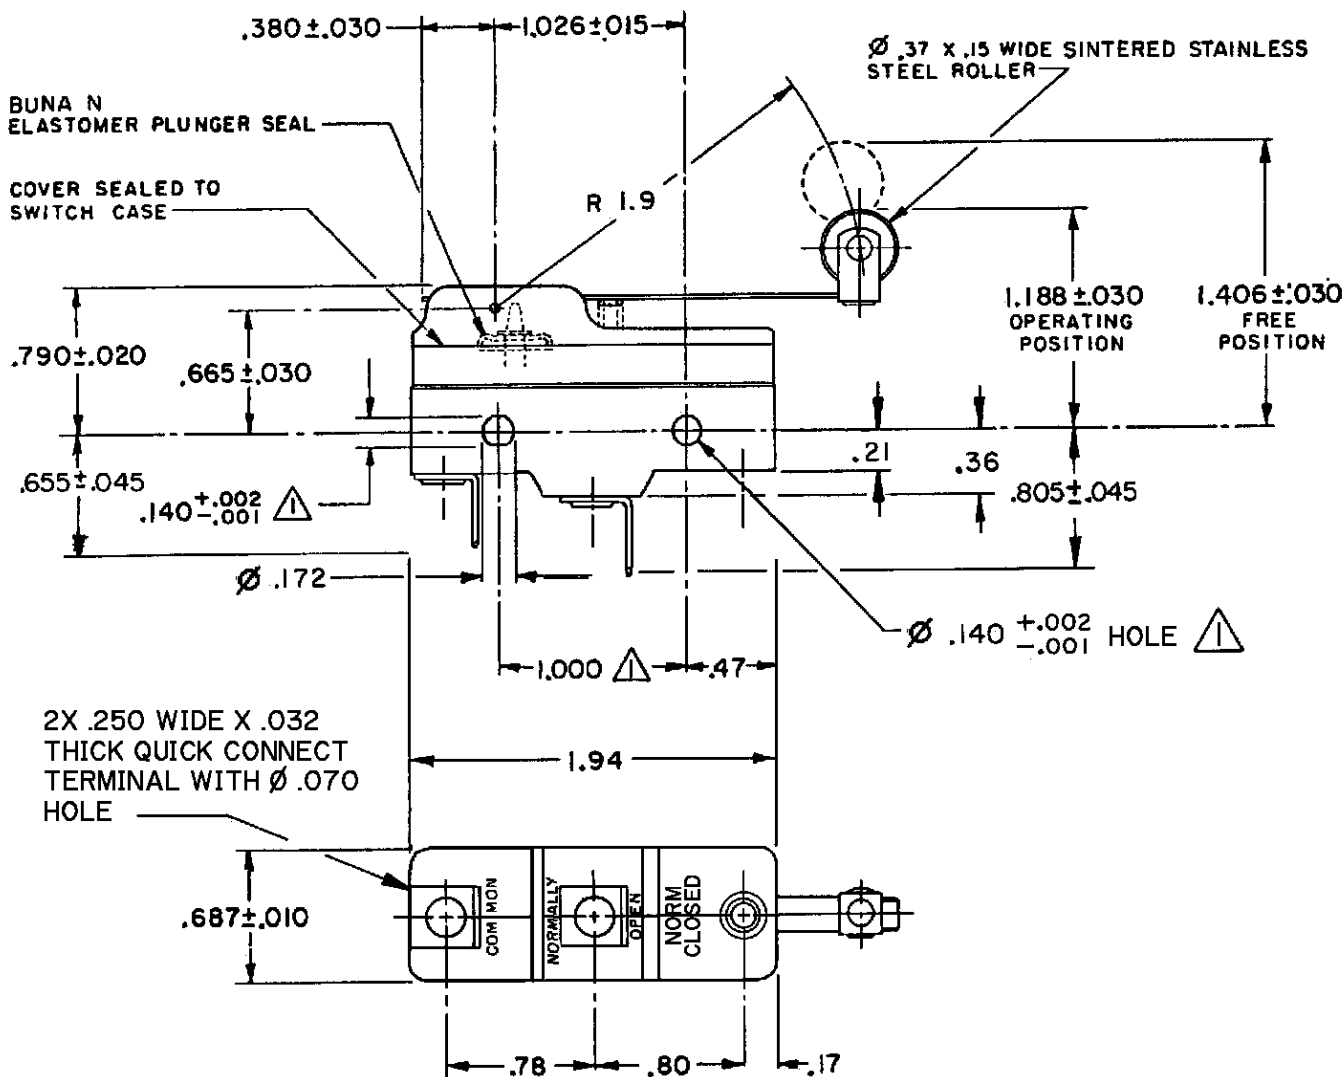 .380±.030
1.026±.015
Ø .37 X .15 WIDE SINTERED STAINLESS
STEEL ROLLER
BUNA N
ELASTOMER PLUNGER SEAL
COVER SEALED TO
SWITCH CASE
R 1.9
1.188±.030
OPERATING
POSITION
1.406±.030
FREE
POSITION
.790±.020
.665±.030
.21
.36
.655±.045
.805±.045
.140 +.002
-.001 1
Ø .172
Ø .140 +.002
-.001 HOLE 1
1.000 1
.47
2X .250 WIDE X .032
THICK QUICK CONNECT
TERMINAL WITH Ø .070
HOLE
1.94
.687±.010
COMMON
NORMALLY
OPEN
NORM
CLOSED
.78
.80
.17